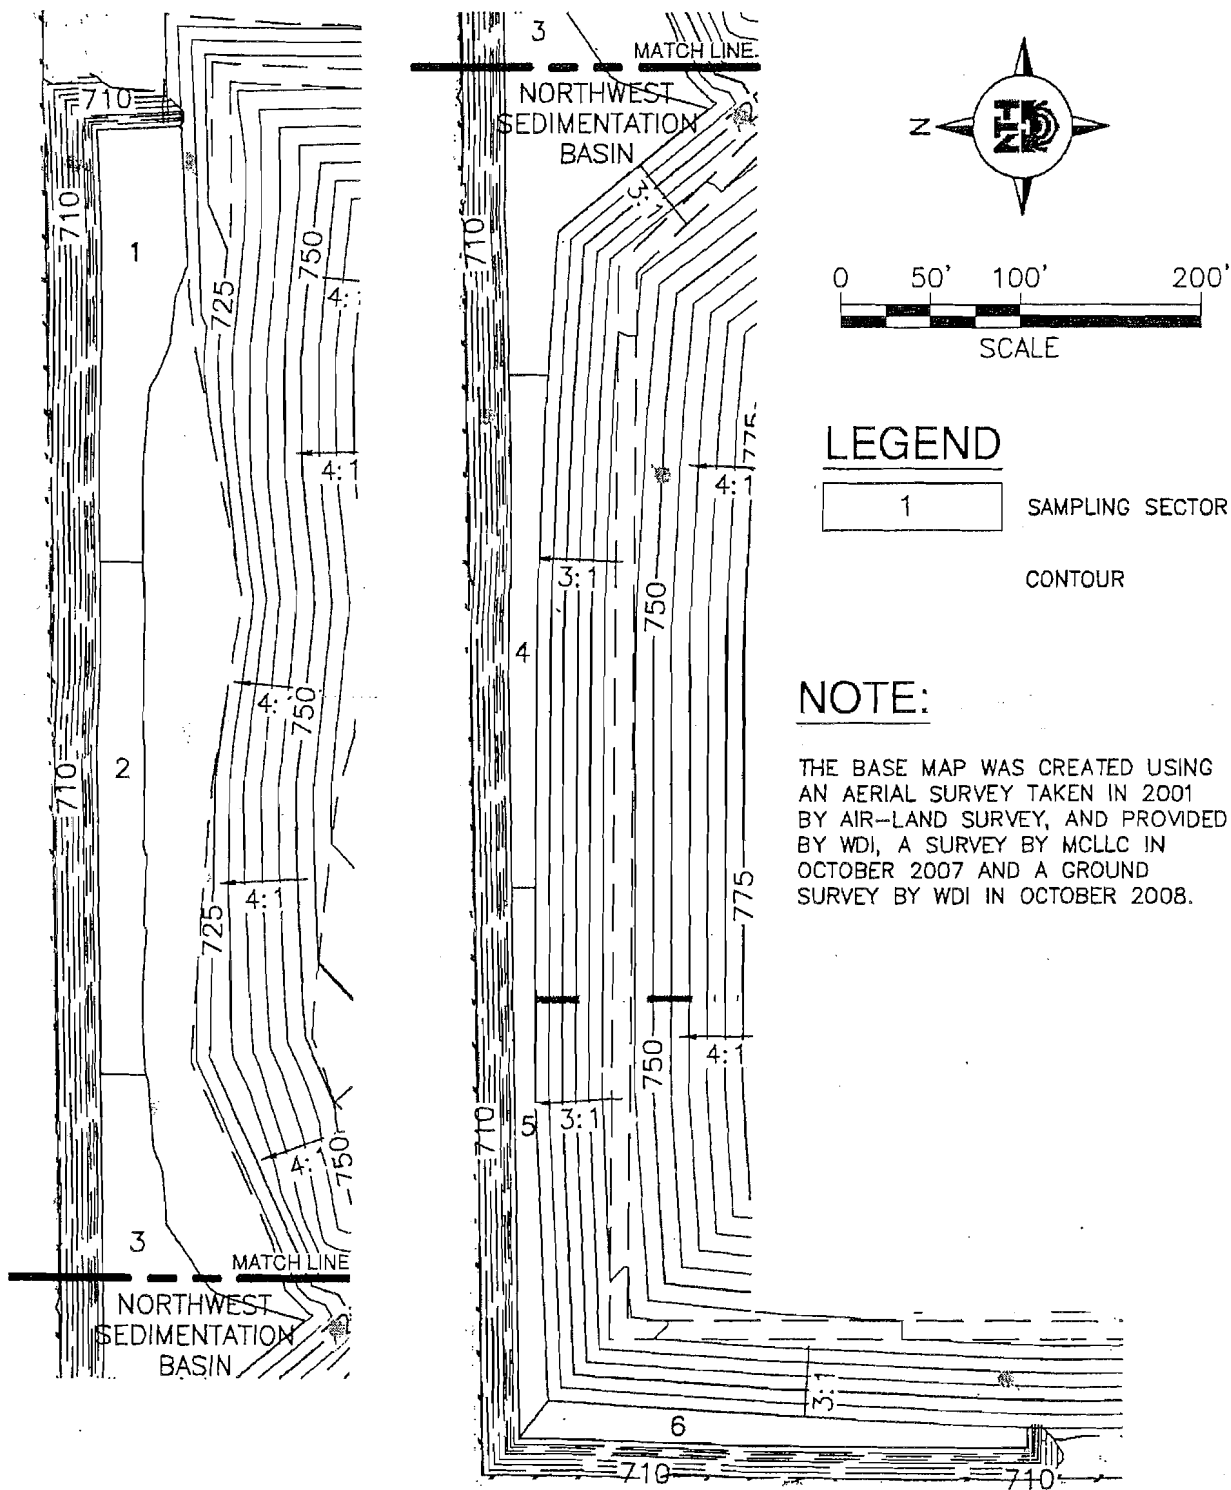 710
710
1
725
750
4:1
4:1
2
710
750
4:1
725
4:1
750
3
MATCH LINE
NORTHWEST
SEDIMENTATION
BASIN
3
MATCH LINE
NORTHWEST
SEDIMENTATION
BASIN
3:1
710
775
4:1
3:1
750
4
775
750
4:1
710
5
3:1
6
3:1
710
710
N
NTH
0 50' 100' 200'
SCALE
LEGEND
1 SAMPLING SECTOR
CONTOUR
NOTE:
THE BASE MAP WAS CREATED USING
AN AERIAL SURVEY TAKEN IN 2001
BY AIR-LAND SURVEY, AND PROVIDED
BY WDI, A SURVEY BY MCLLC IN
OCTOBER 2007 AND A GROUND
SURVEY BY WDI IN OCTOBER 2008.